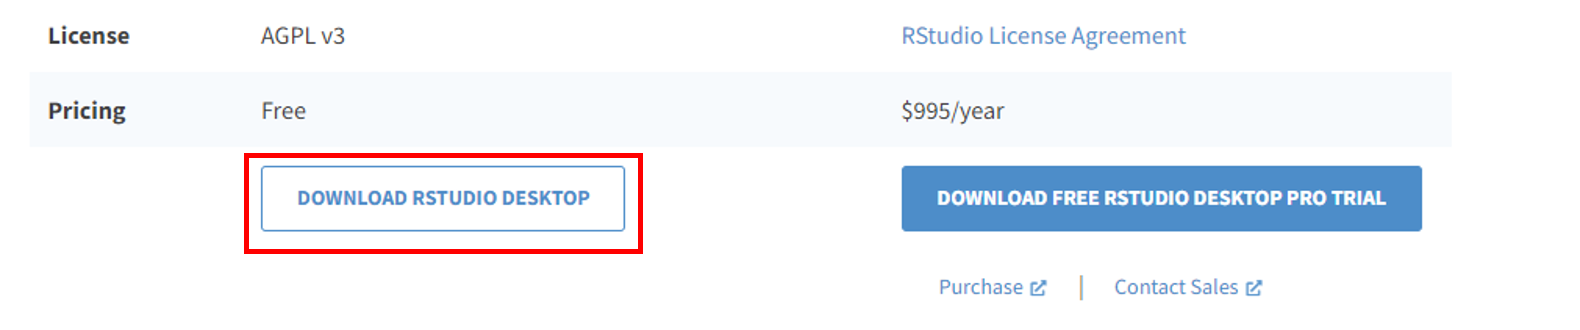 License AGPL v3 RStudio License Agreement
Pricing Free $995/year
DOWNLOAD RSTUDIO DESKTOP DOWNLOAD FREE RSTUDIO DESKTOP PRO TRIAL
Purchase | Contact Sales